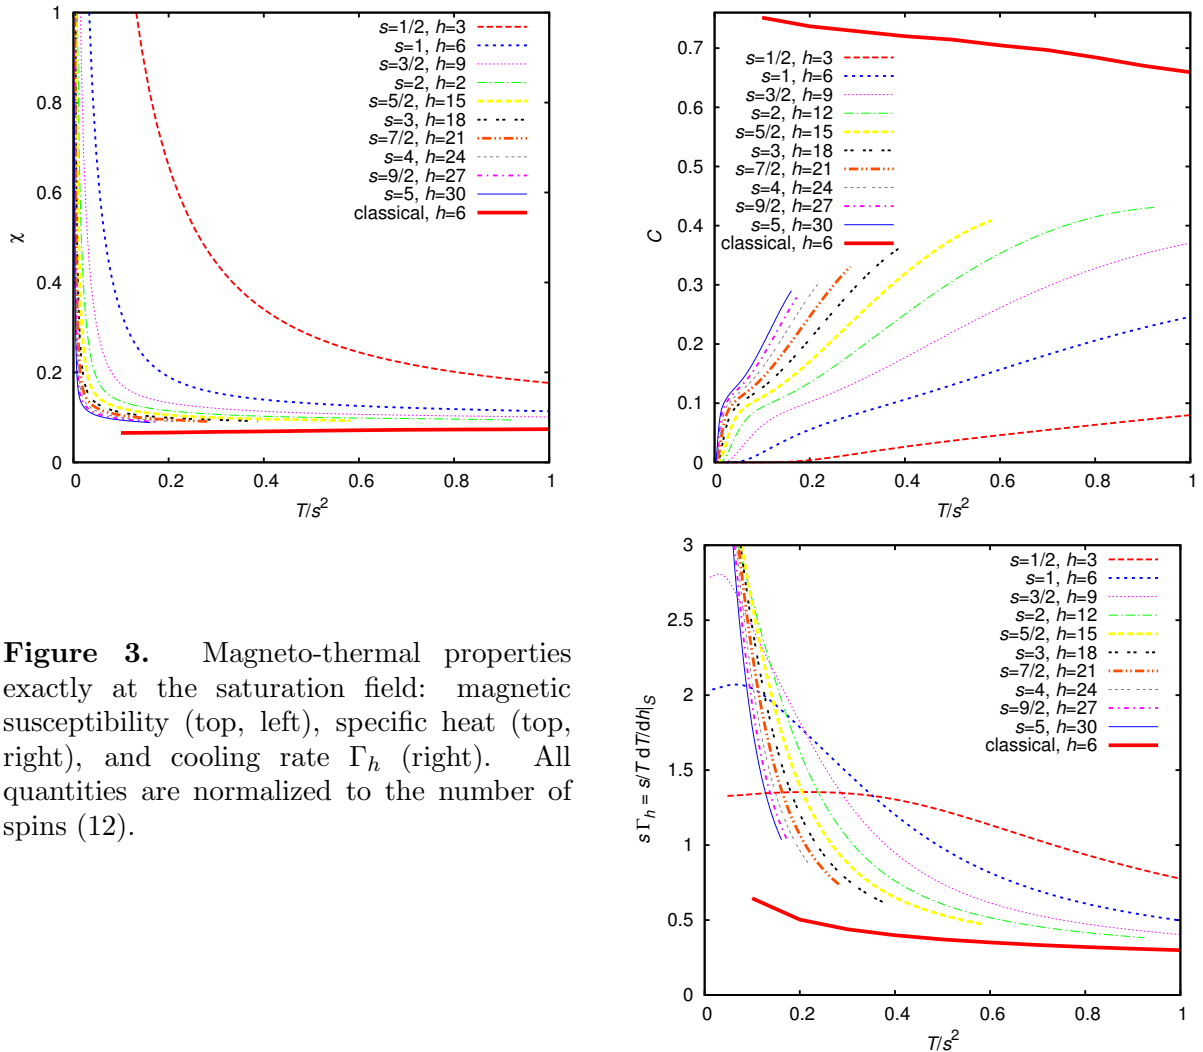 1
0.8
0.6
0.4
0.2
0
χ
0
0.2
0.4
0.6
0.8
1
T/s²
s=1/2, h=3
s=1, h=6
s=3/2, h=9
s=2, h=2
s=5/2, h=15
s=3, h=18
s=7/2, h=21
s=4, h=24
s=9/2, h=27
s=5, h=30
classical, h=6
0.7
0.6
0.5
0.4
0.3
0.2
0.1
0
C
0
0.2
0.4
0.6
0.8
1
T/s²
s=1/2, h=3
s=1, h=6
s=3/2, h=9
s=2, h=12
s=5/2, h=15
s=3, h=18
s=7/2, h=21
s=4, h=24
s=9/2, h=27
s=5, h=30
classical, h=6
Figure 3. Magneto-thermal properties
exactly at the saturation field: magnetic
susceptibility (top, left), specific heat (top,
right), and cooling rate Γh (right). All
quantities are normalized to the number of
spins (12).
3
2.5
2
1.5
1
0.5
0
s Γh = s/T dT/dh|S
0
0.2
0.4
0.6
0.8
1
T/s²
s=1/2, h=3
s=1, h=6
s=3/2, h=9
s=2, h=12
s=5/2, h=15
s=3, h=18
s=7/2, h=21
s=4, h=24
s=9/2, h=27
s=5, h=30
classical, h=6